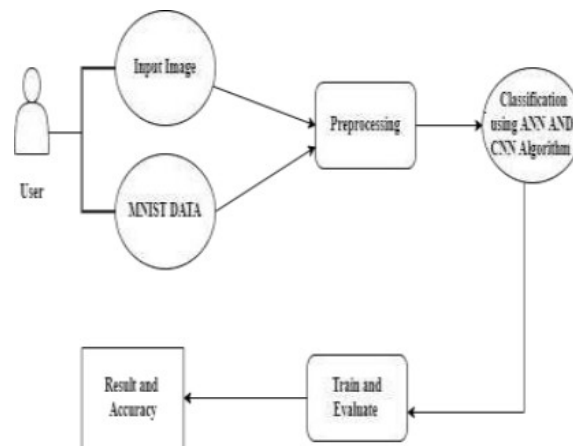 Input Image
User
MNIST DATA
Preprocessing
Classification
using ANN AND
CNN Algorithm
Train and
Evaluate
Result and
Accuracy